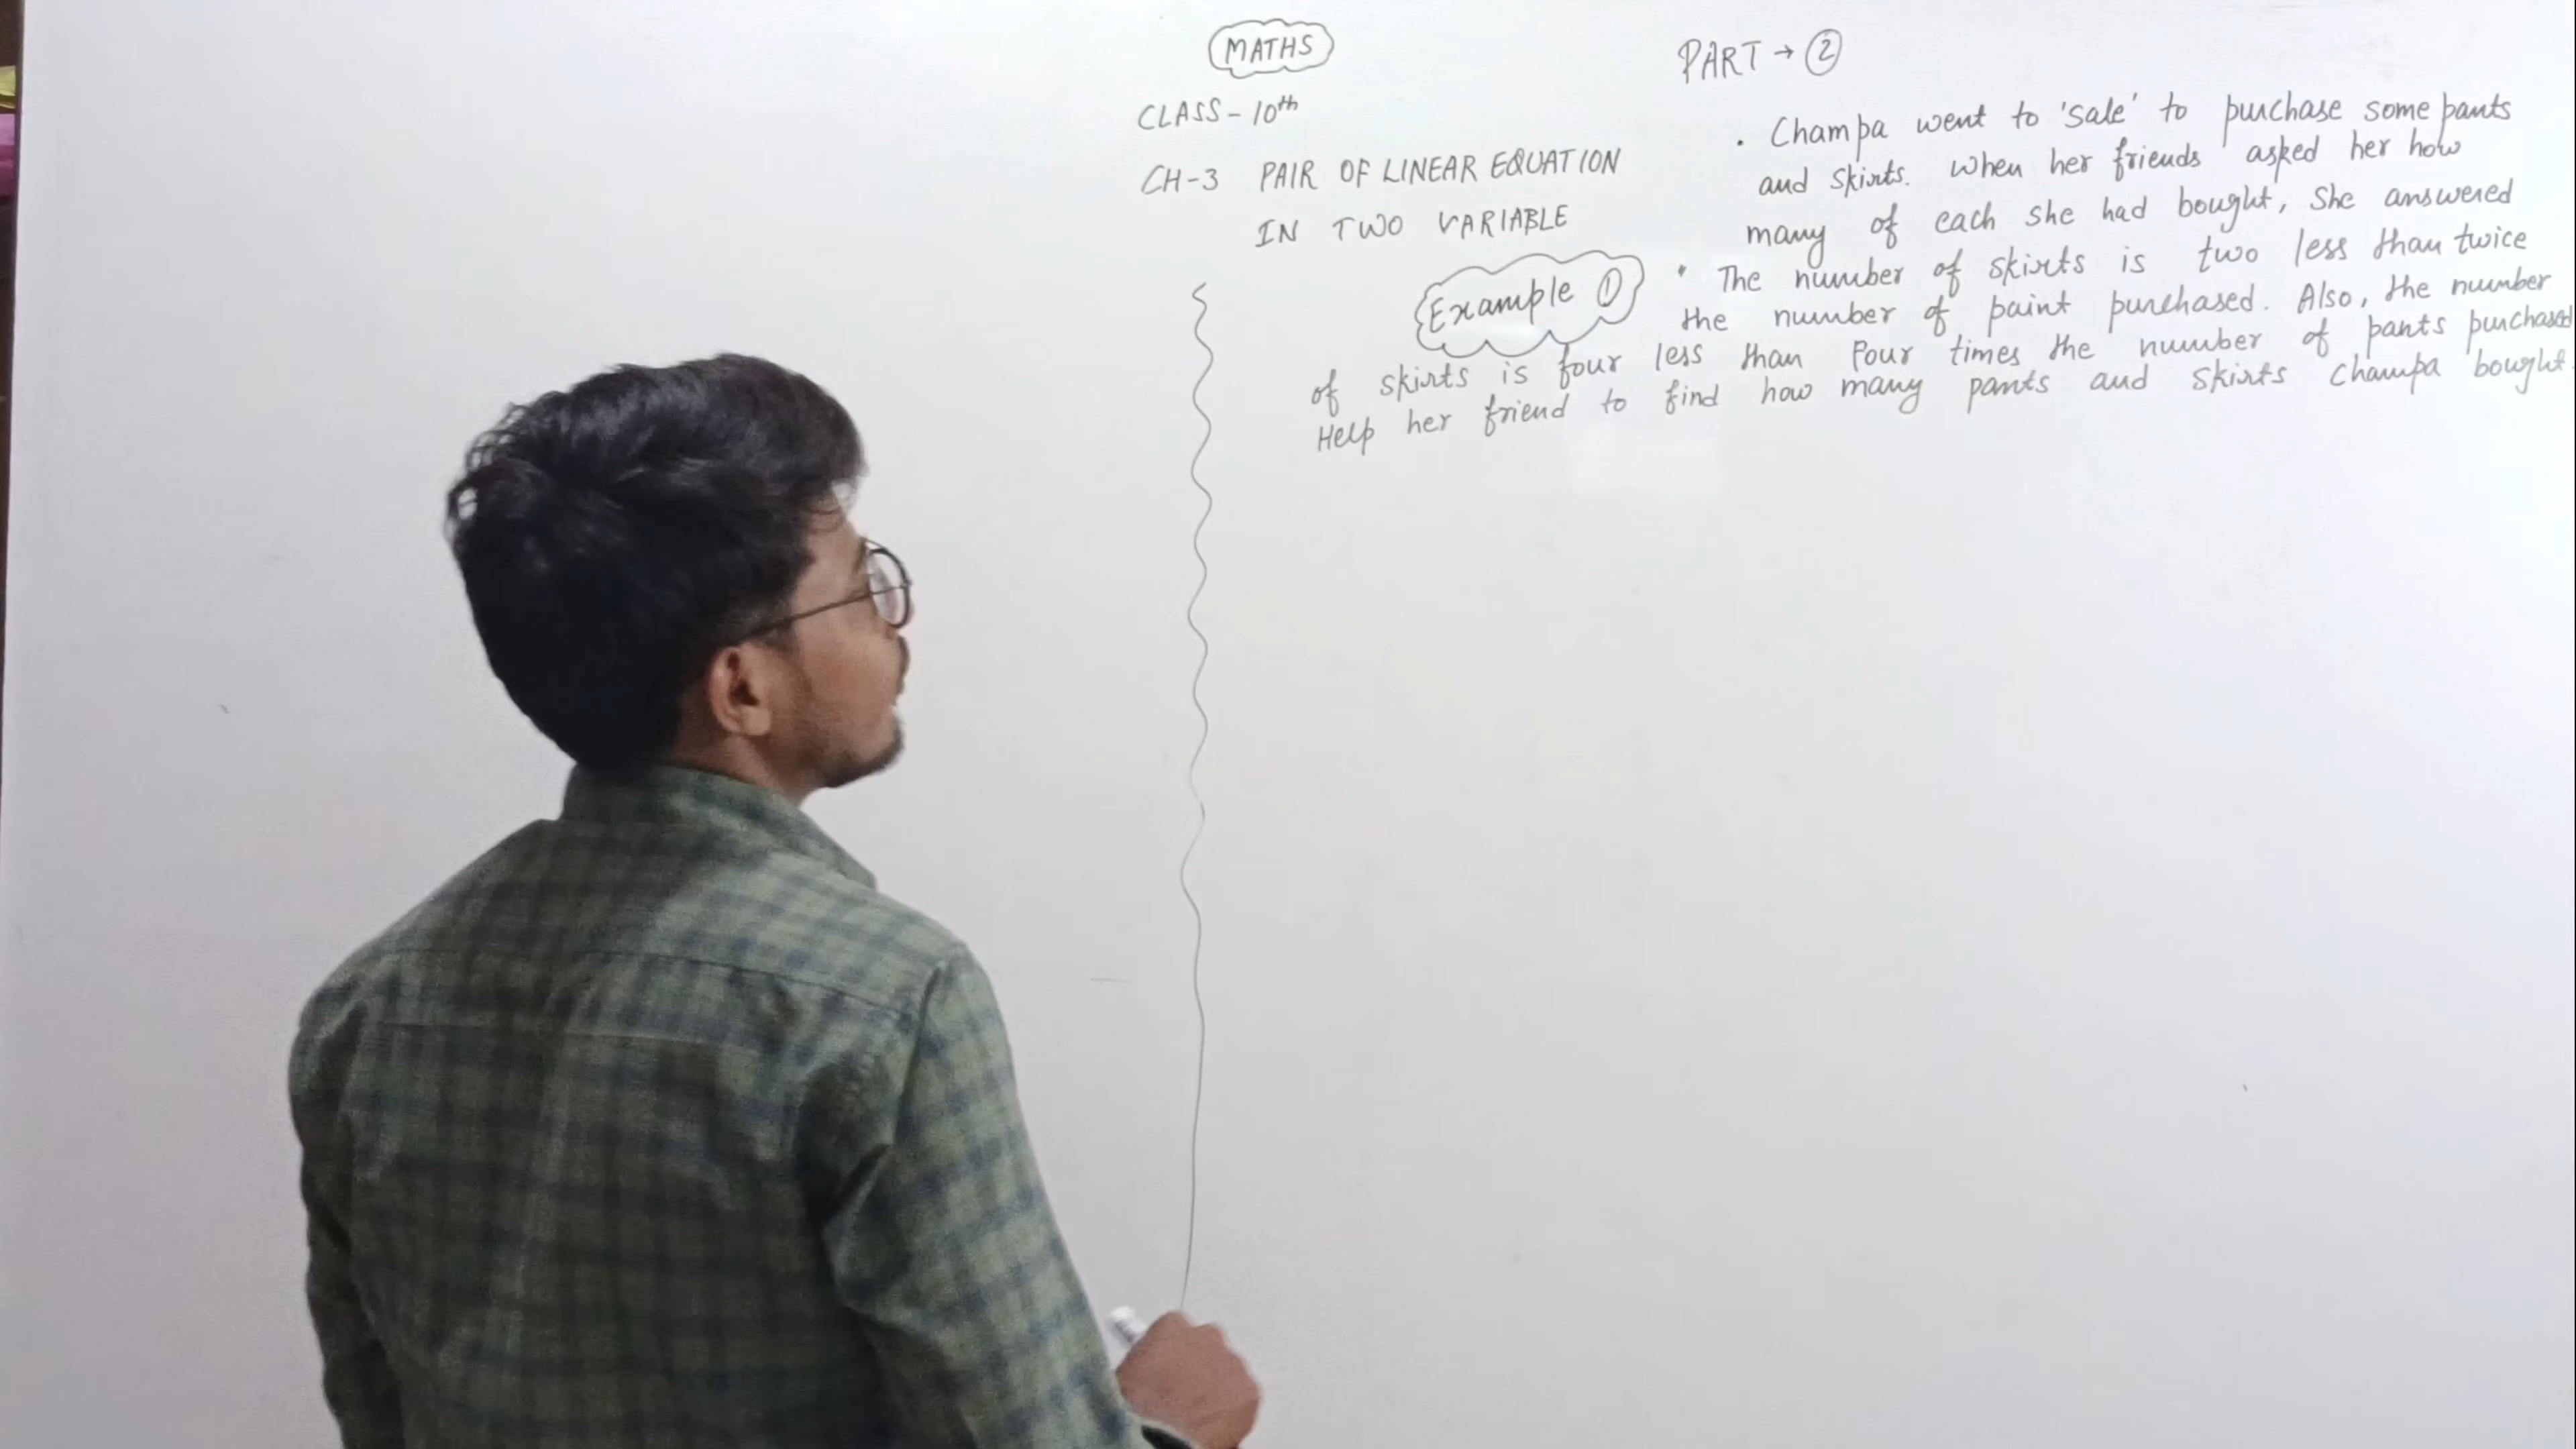 MATHS
CLASS - 10th
CH-3 PAIR OF LINEAR EQUATION
IN TWO VARIABLE
PART → 2
. Champa went to 'sale' to purchase some pants
and skirts. When her friends asked her how
many of each she had bought, She answered
Example 1
" The number of skirts is two less than twice
the number of paint purchased. Also, the number
of skirts is four less than Four times the number of pants purchased
Help her friend to find how many pants and skirts Champa bought.